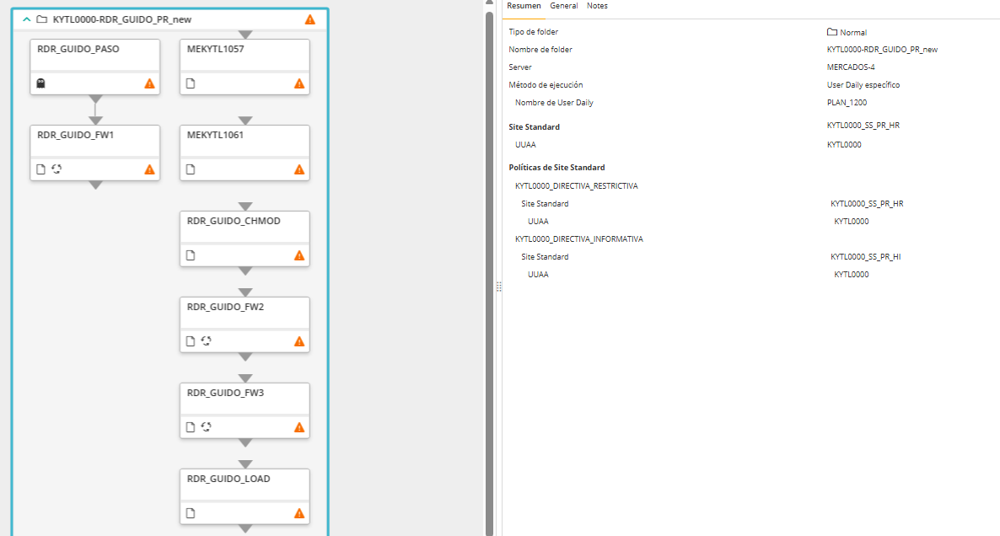 KYTL0000-RDR_GUIDO_PR_new
RDR_GUIDO_PASO
MEKYTL1057
RDR_GUIDO_FW1
MEKYTL1061
RDR_GUIDO_CHMOD
RDR_GUIDO_FW2
RDR_GUIDO_FW3
RDR_GUIDO_LOAD
Resumen General Notes
Tipo de folder Normal
Nombre de folder KYTL0000-RDR_GUIDO_PR_new
Server MERCADOS-4
Método de ejecución User Daily específico
Nombre de User Daily PLAN_1200
Site Standard KYTL0000_SS_PR_HR
UUAA KYTL0000
Políticas de Site Standard
KYTL0000_DIRECTIVA_RESTRICTIVA
Site Standard KYTL0000_SS_PR_HR
UUAA KYTL0000
KYTL0000_DIRECTIVA_INFORMATIVA
Site Standard KYTL0000_SS_PR_HI
UUAA KYTL0000